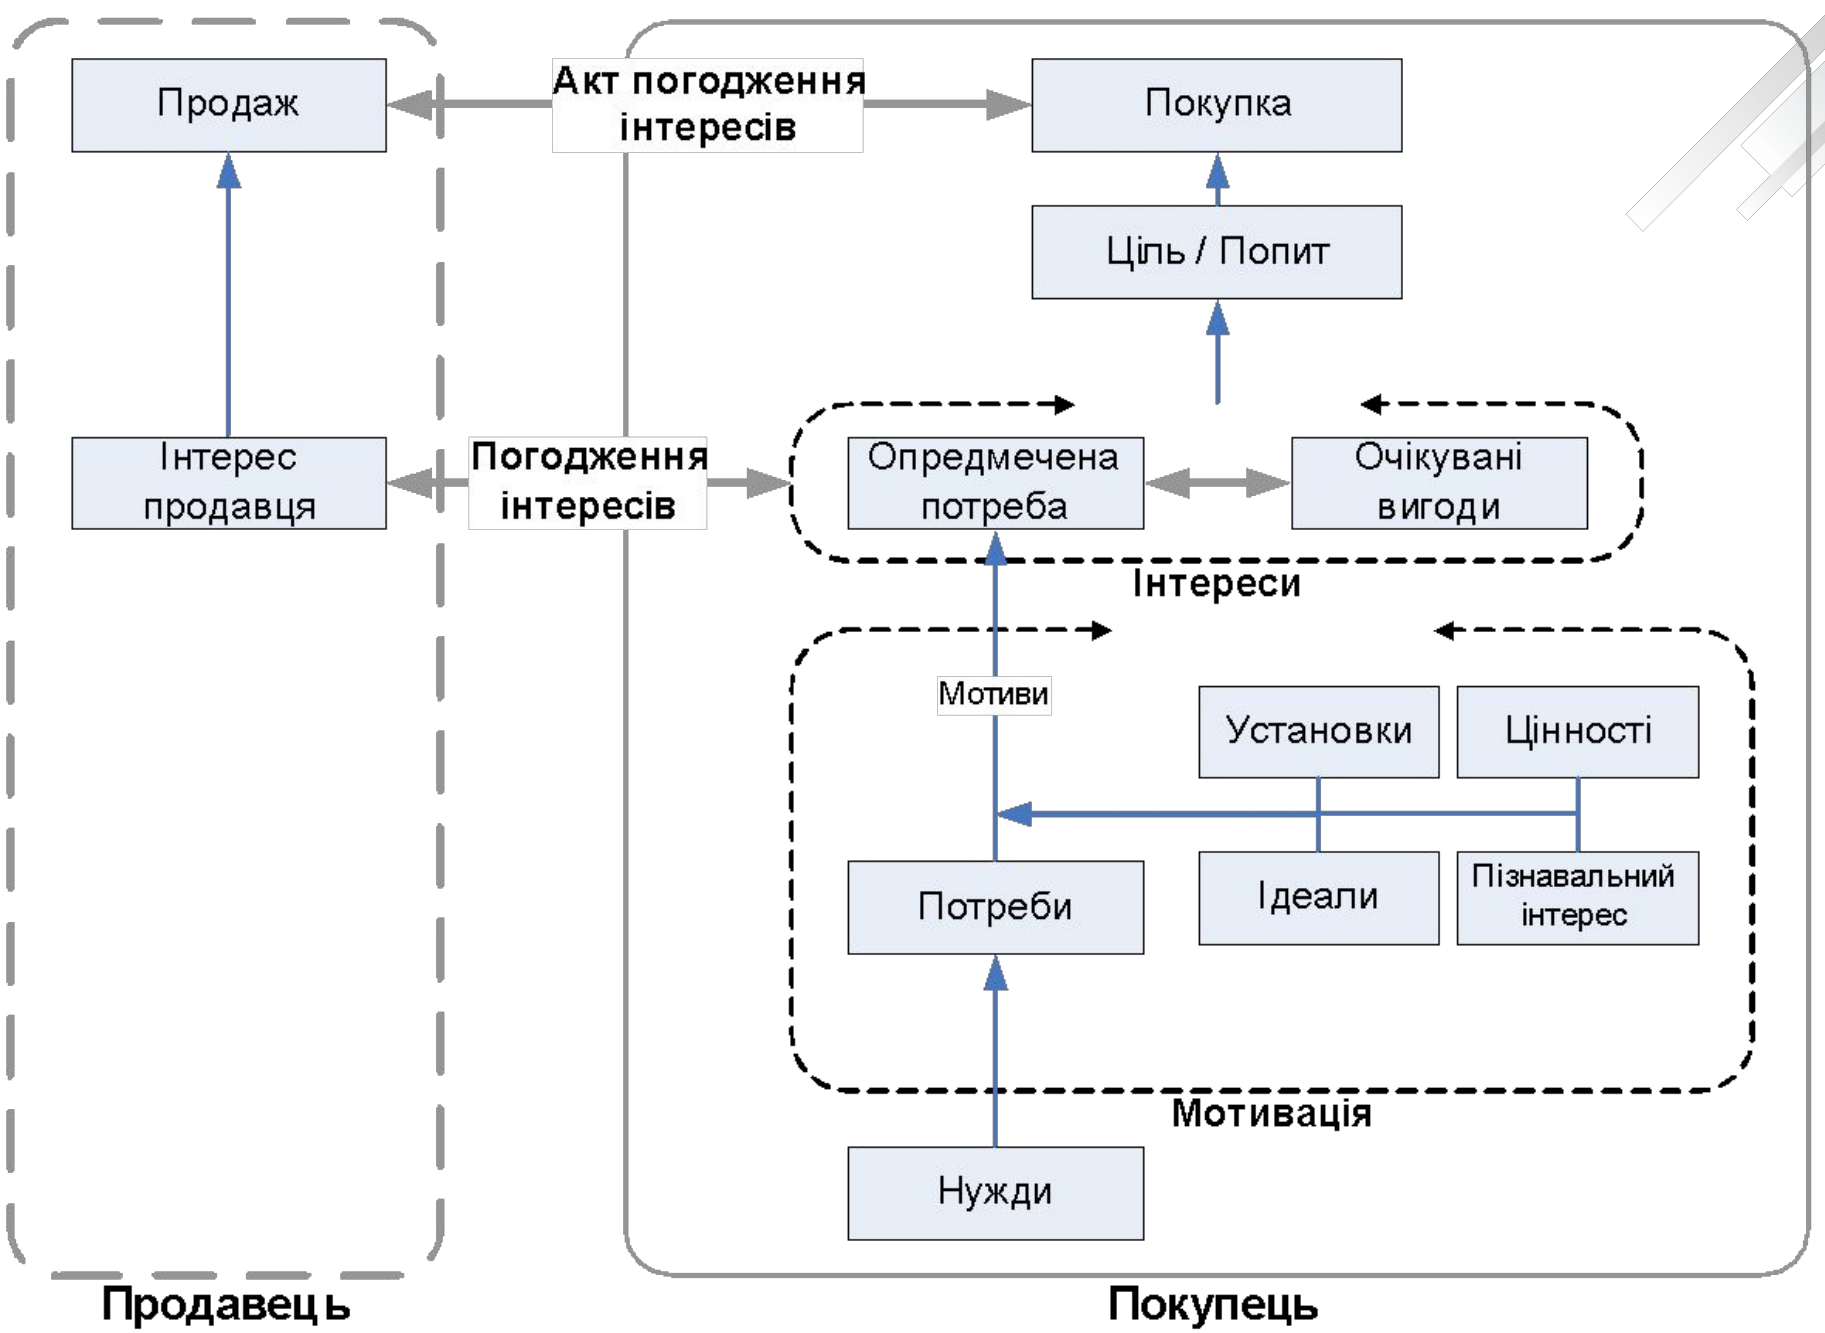 Продаж
Акт погодження
інтересів
Покупка
Ціль / Попит
Інтерес
продавця
Погодження
інтересів
Опредмечена
потреба
Очікувані
вигоди
Інтереси
Мотиви
Установки
Цінності
Потреби
Ідеали
Пізнавальний
інтерес
Мотивація
Нужди
Продавець
Покупець